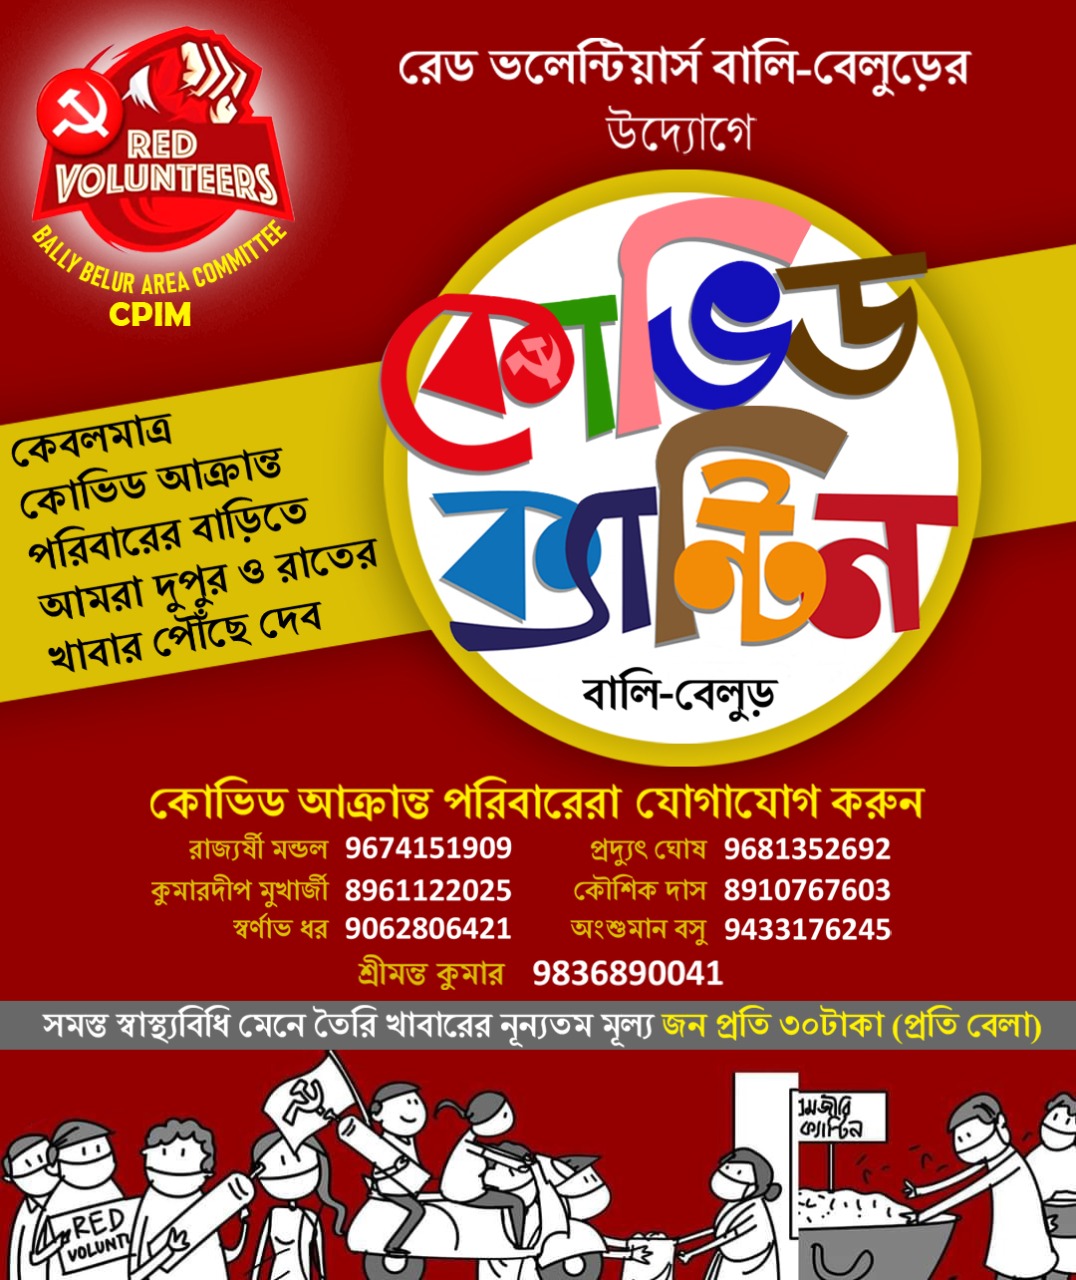 RED
VOLUNTEERS
BALLY BELUR AREA COMMITTEE
CPIM
রেড ভলেন্টিয়ার্স বালি-বেলুড়ের
উদ্যোগে
কোভিড
ক্যান্টিন
বালি-বেলুড়
কেবলমাত্র
কোভিড আক্রান্ত
পরিবারের বাড়িতে
আমরা দুপুর ও রাতের
খাবার পৌঁছে দেব
কোভিড আক্রান্ত পরিবারেরা যোগাযোগ করুন
রাজ্যর্ষী মন্ডল 9674151909 প্রদ্যুৎ ঘোষ 9681352692
কুমারদীপ মুখার্জী 8961122025 কৌশিক দাস 8910767603
স্বর্ণাভ ধর 9062806421 অংশুমান বসু 9433176245
শ্রীমন্ত কুমার 9836890041
সমস্ত স্বাস্থ্যবিধি মেনে তৈরি খাবারের নূন্যতম মূল্য জন প্রতি ৩০টাকা (প্রতি বেলা)
RED
VOLUNT
শ্রমজীবি
ক্যান্টিন